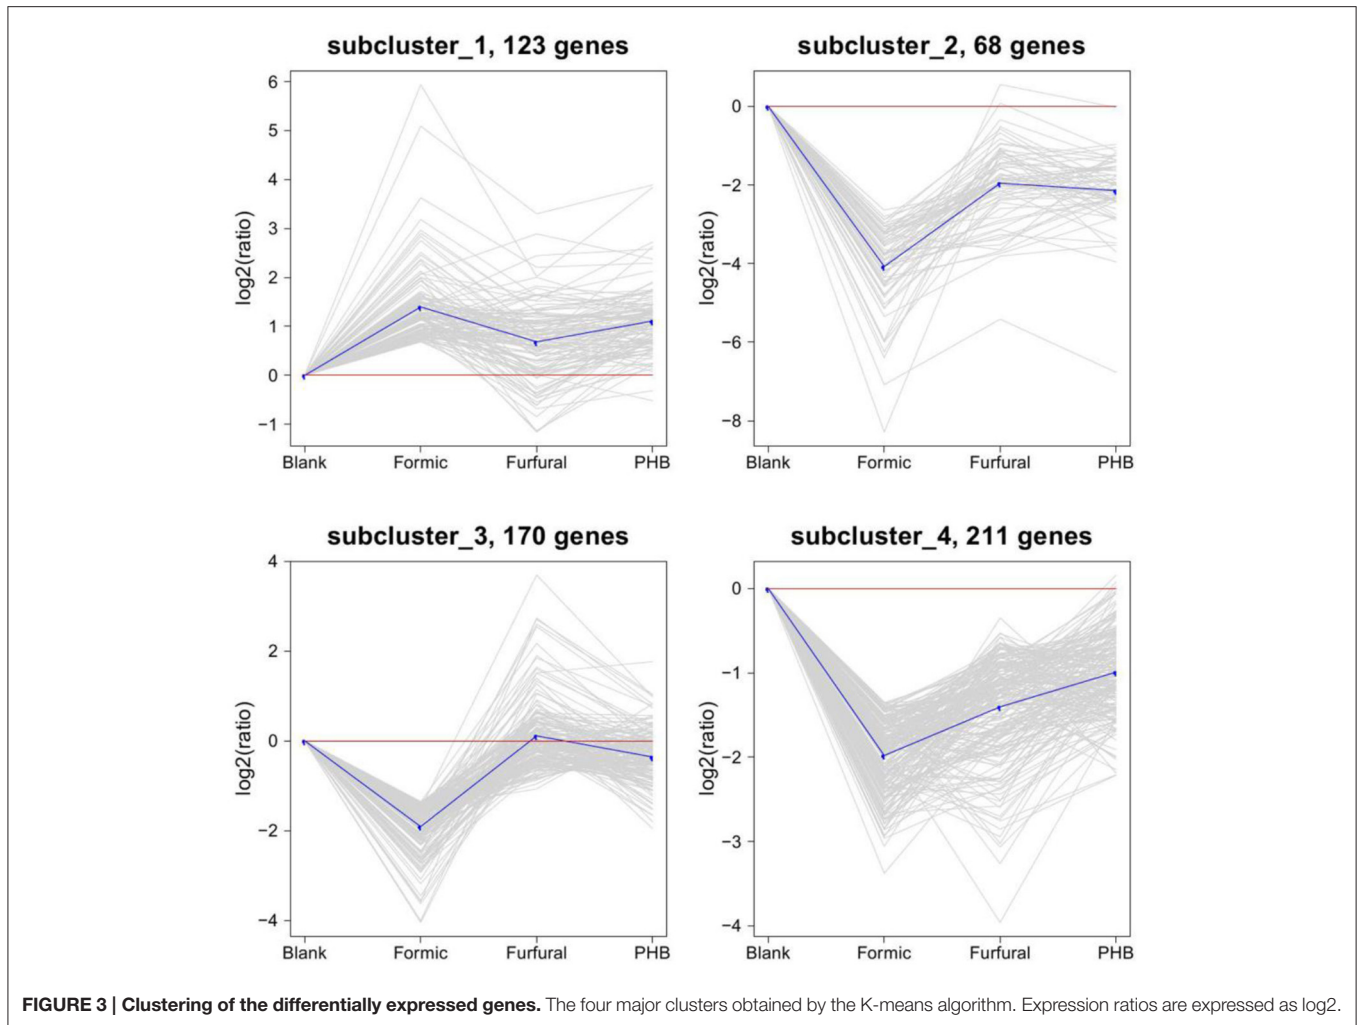 subcluster_1, 123 genes
6
5
4
3
2
1
0
−1
log2(ratio)
Blank Formic Furfural PHB
subcluster_2, 68 genes
0
−2
−4
−6
−8
log2(ratio)
Blank Formic Furfural PHB
subcluster_3, 170 genes
4
2
0
−2
−4
log2(ratio)
Blank Formic Furfural PHB
subcluster_4, 211 genes
0
−1
−2
−3
−4
log2(ratio)
Blank Formic Furfural PHB
FIGURE 3 | Clustering of the differentially expressed genes. The four major clusters obtained by the K-means algorithm. Expression ratios are expressed as log2.